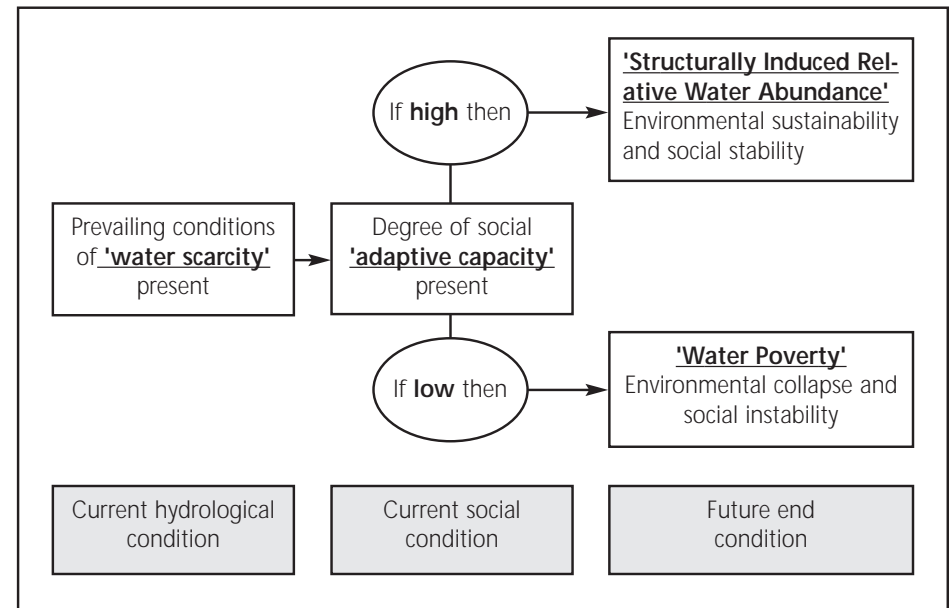 If high then
'Structurally Induced Rel-
ative Water Abundance'
Environmental sustainability
and social stability
Prevailing conditions
of 'water scarcity'
present
Degree of social
'adaptive capacity'
present
If low then
'Water Poverty'
Environmental collapse and
social instability
Current hydrological
condition
Current social
condition
Future end
condition